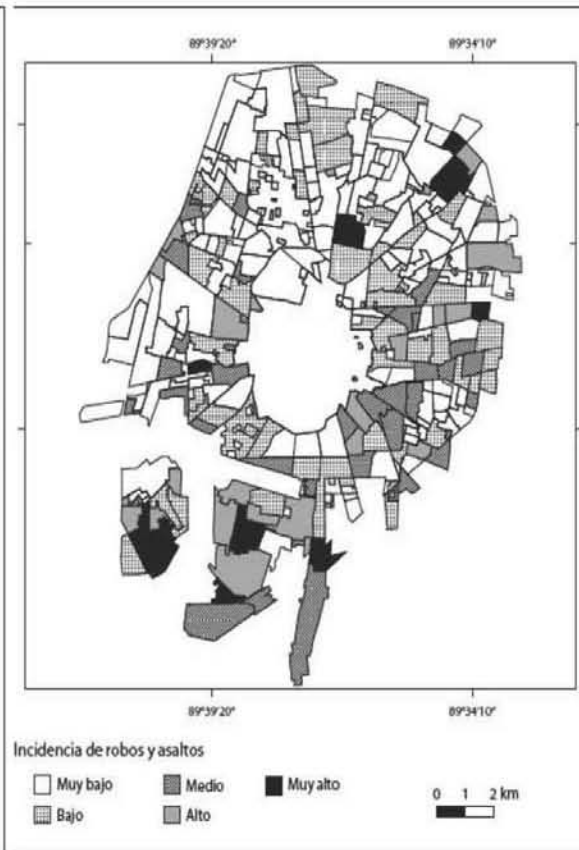 89°39'20" 89°34'10"
89°39'20" 89°34'10"
Incidencia de robos y asaltos
Muy bajo Medio Muy alto
Bajo Alto
0 1 2 km